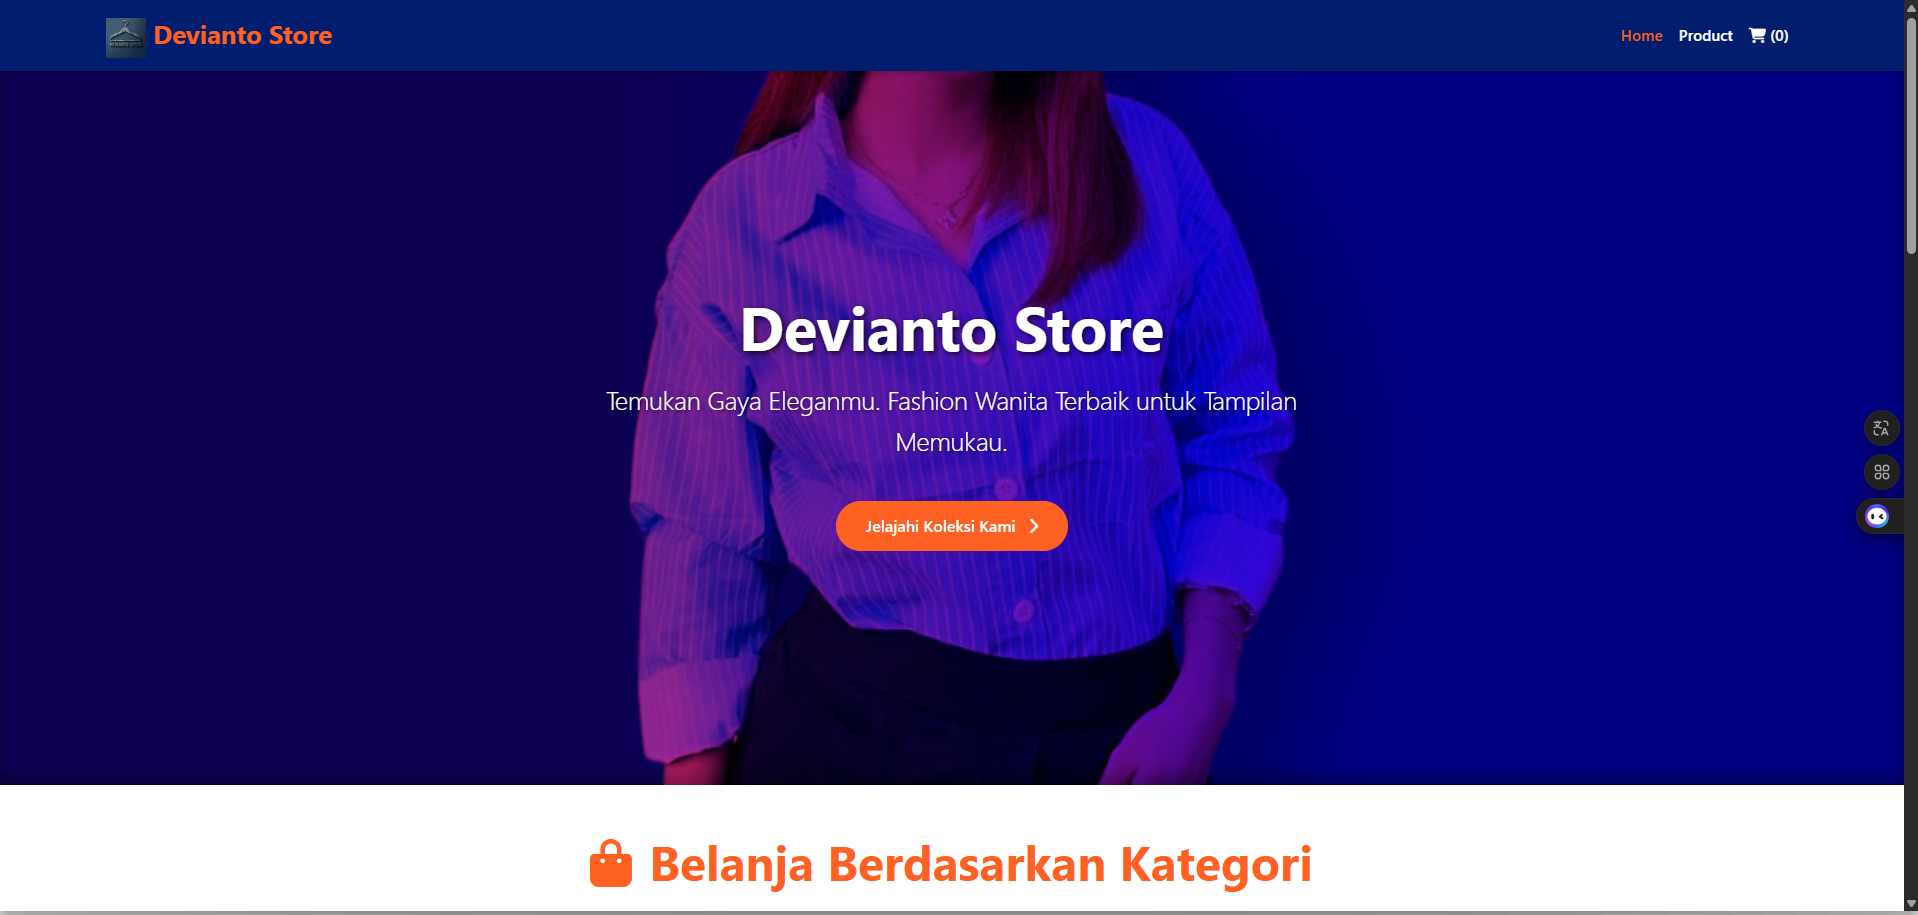 Devianto Store
Home Product (0)
Devianto Store
Temukan Gaya Eleganmu. Fashion Wanita Terbaik untuk Tampilan
Memukau.
Jelajahi Koleksi Kami
Belanja Berdasarkan Kategori